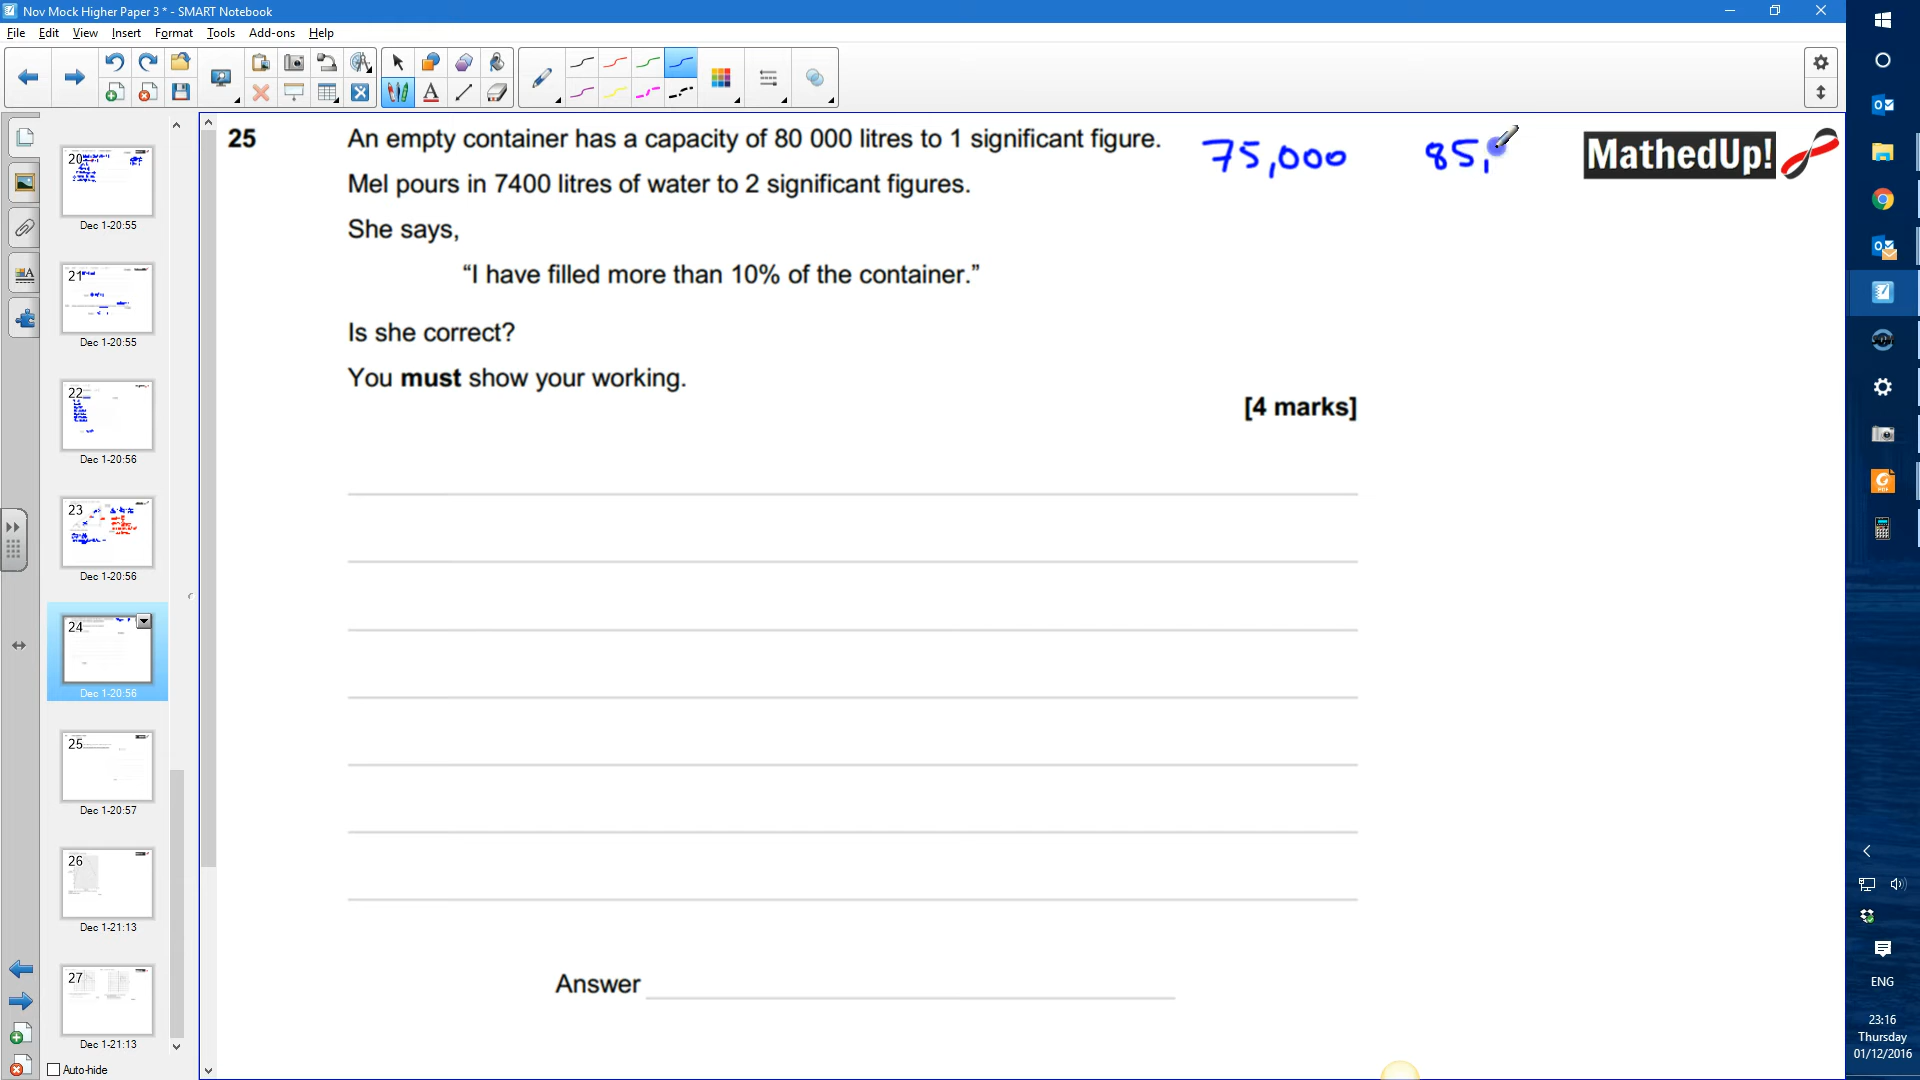 Nov Mock Higher Paper 3 * - SMART Notebook
File Edit View Insert Format Tools Add-ons Help
25 An empty container has a capacity of 80 000 litres to 1 significant figure. 75,000 85,
MathedUp!
Mel pours in 7400 litres of water to 2 significant figures.
She says,
“I have filled more than 10% of the container.”
Is she correct?
You must show your working.
[4 marks]
Answer
20
Dec 1-20:55
21
Dec 1-20:55
22
Dec 1-20:56
23
Dec 1-20:56
24
Dec 1-20:56
25
Dec 1-20:57
26
Dec 1-21:13
27
Dec 1-21:13
Auto-hide
ENG
23:16
Thursday
01/12/2016